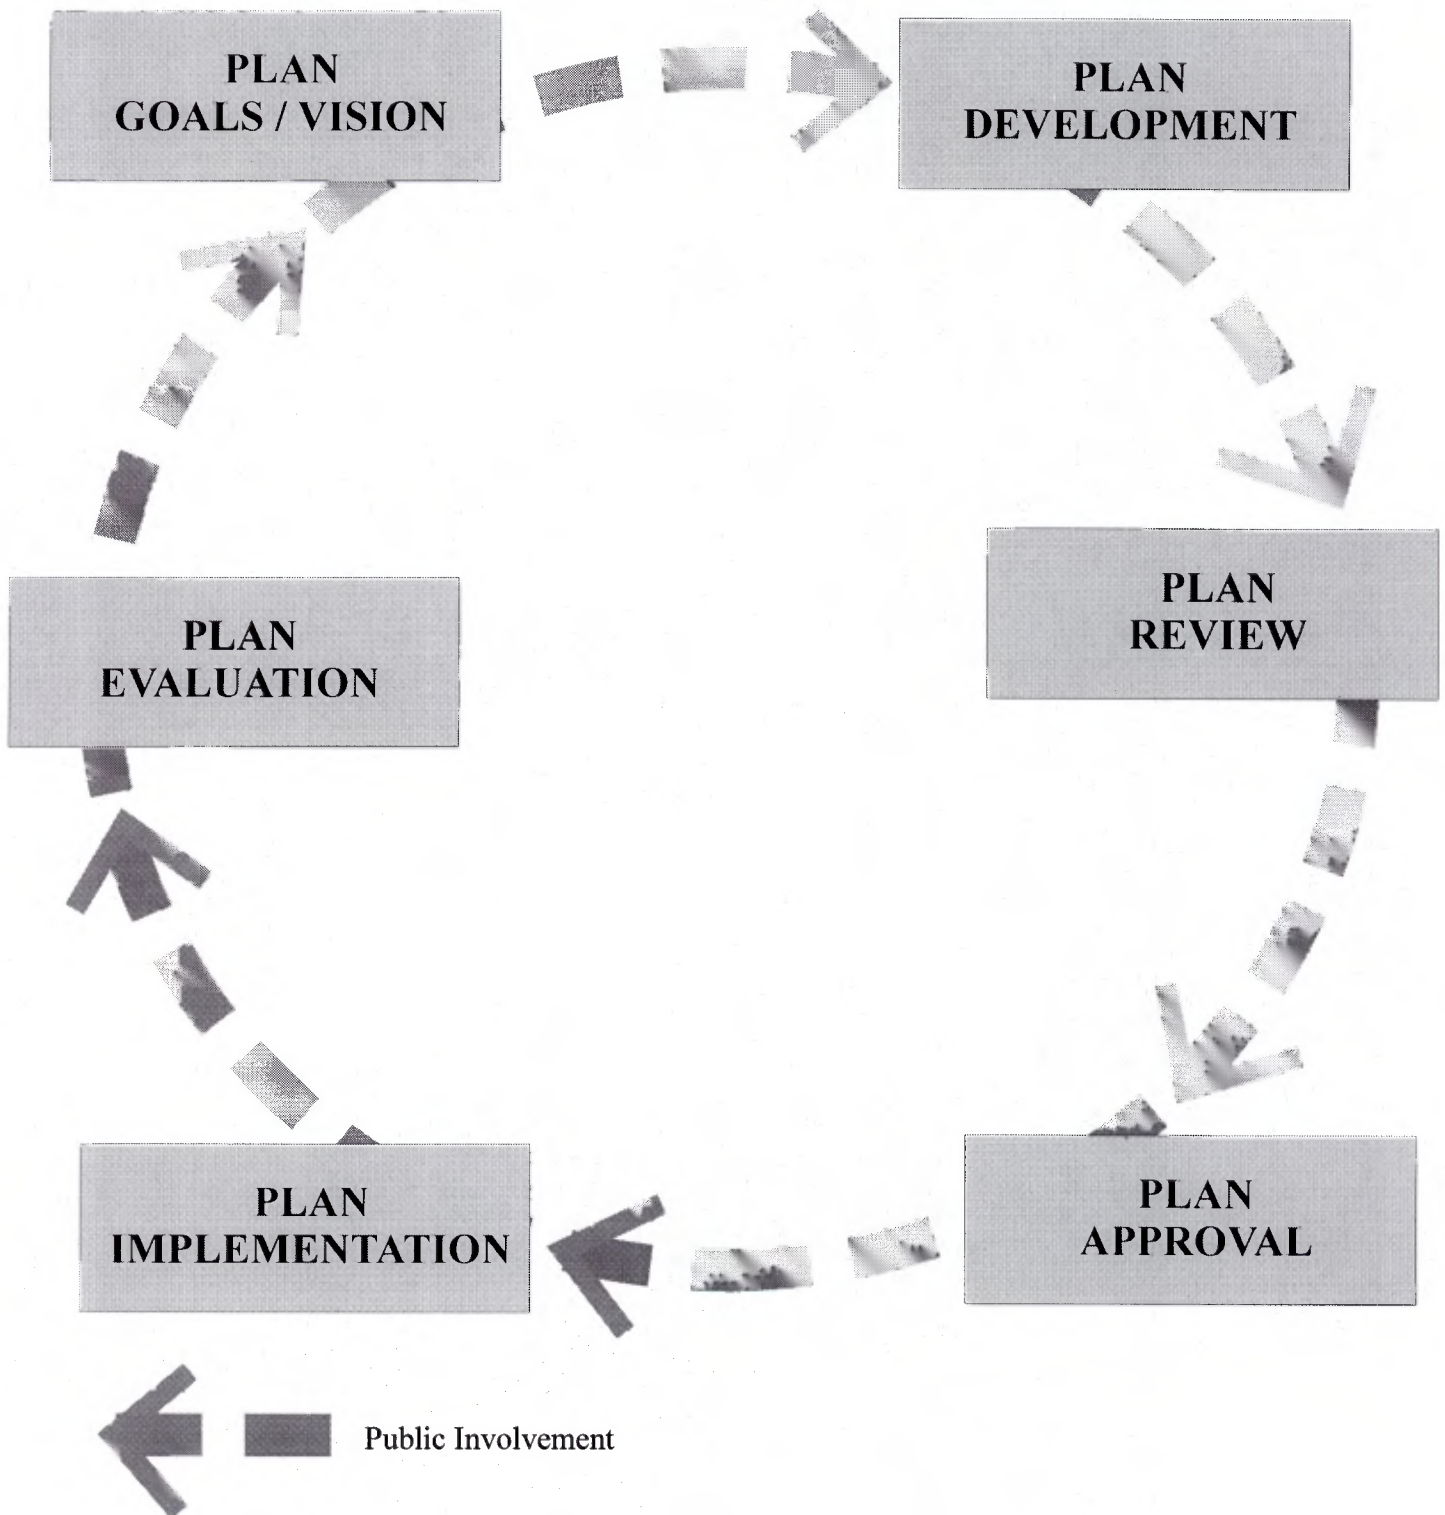 PLAN
GOALS / VISION
PLAN
DEVELOPMENT
PLAN
REVIEW
PLAN
EVALUATION
PLAN
APPROVAL
PLAN
IMPLEMENTATION
Public Involvement